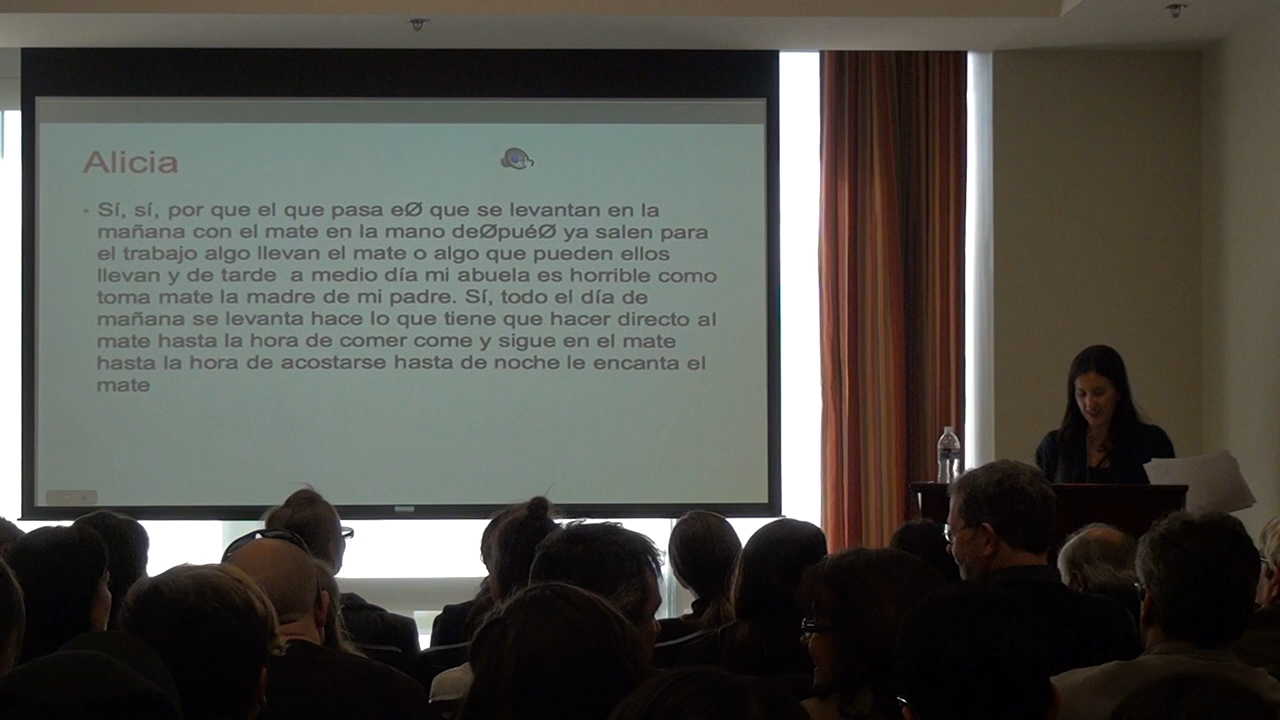 Alicia
• Sí, sí, por que el que pasa eØ que se levantan en la
mañana con el mate en la mano deØpuéØ ya salen para
el trabajo algo llevan el mate o algo que pueden ellos
llevan y de tarde a medio día mi abuela es horrible como
toma mate la madre de mi padre. Sí, todo el día de
mañana se levanta hace lo que tiene que hacer directo al
mate hasta la hora de comer come y sigue en el mate
hasta la hora de acostarse hasta de noche le encanta el
mate